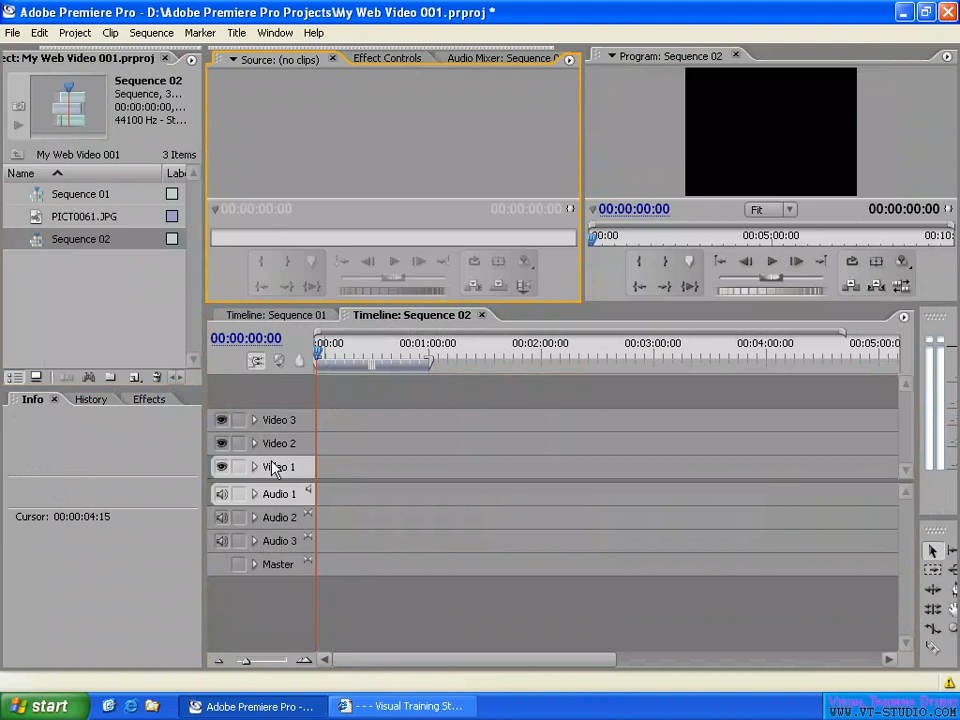 Adobe Premiere Pro - D:\Adobe Premiere Pro Projects\My Web Video 001.prproj *
File Edit Project Clip Sequence Marker Title Window Help
ect: My Web Video 001.prproj
Source: (no clips) Effect Controls Audio Mixer: Sequence 0
Program: Sequence 02
Sequence 02
Sequence, 3...
00:00:00:00,...
44100 Hz - St...
My Web Video 001 3 Items
Name Labe
Sequence 01
PICT0061.JPG
Sequence 02
00:00:00:00 00:00:00:00
00:00:00:00 Fit 00:00:00:00
00:00 00:05:00:00 00:10:
Timeline: Sequence 01 Timeline: Sequence 02
00:00:00:00
:00:00 00:01:00:00 00:02:00:00 00:03:00:00 00:04:00:00 00:05:00:0
Info History Effects
Cursor: 00:00:04:15
Video 3
Video 2
Video 1
Audio 1
Audio 2
Audio 3
Master
start Adobe Premiere Pro -... - - - Visual Training St...
Visual Training Studio
WWW.VT-STUDIO.COM